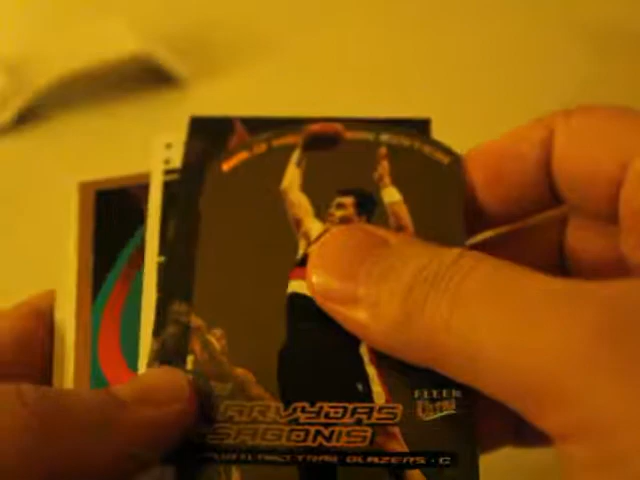 ARVYDAS
SABONIS
PORTLAND TRAIL BLAZERS · C
FLEER
Ultra